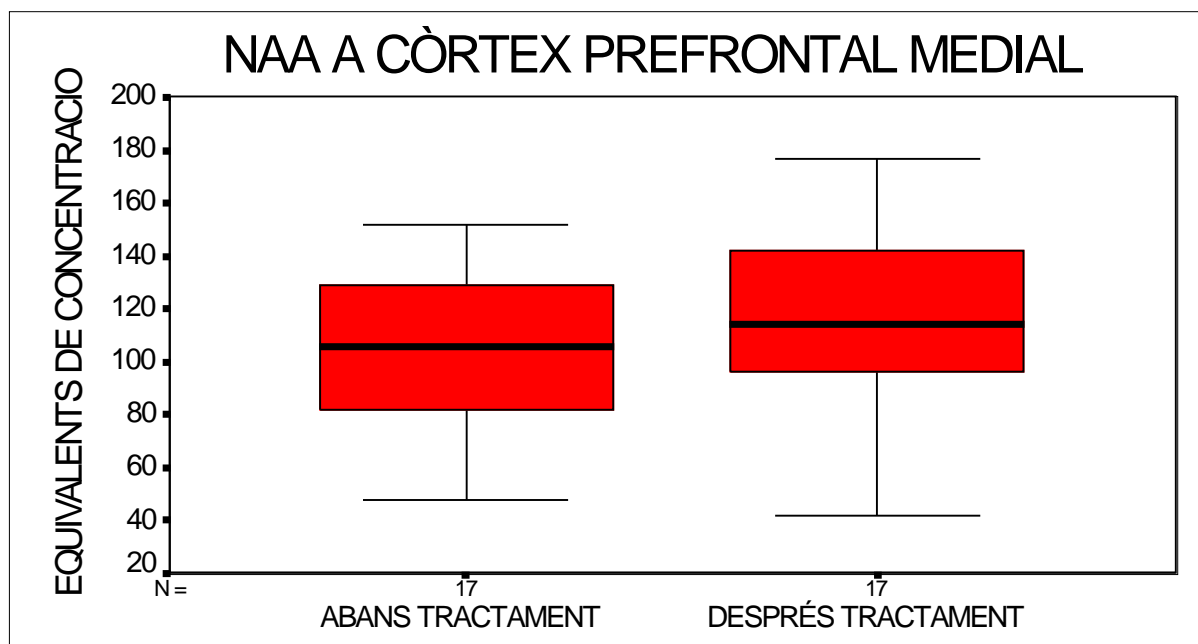 NAA A CÒRTEX PREFRONTAL MEDIAL
EQUIVALENTS DE CONCENTRACIO
200
180
160
140
120
100
80
60
40
20
N = 17 17
ABANS TRACTAMENT DESPRÉS TRACTAMENT